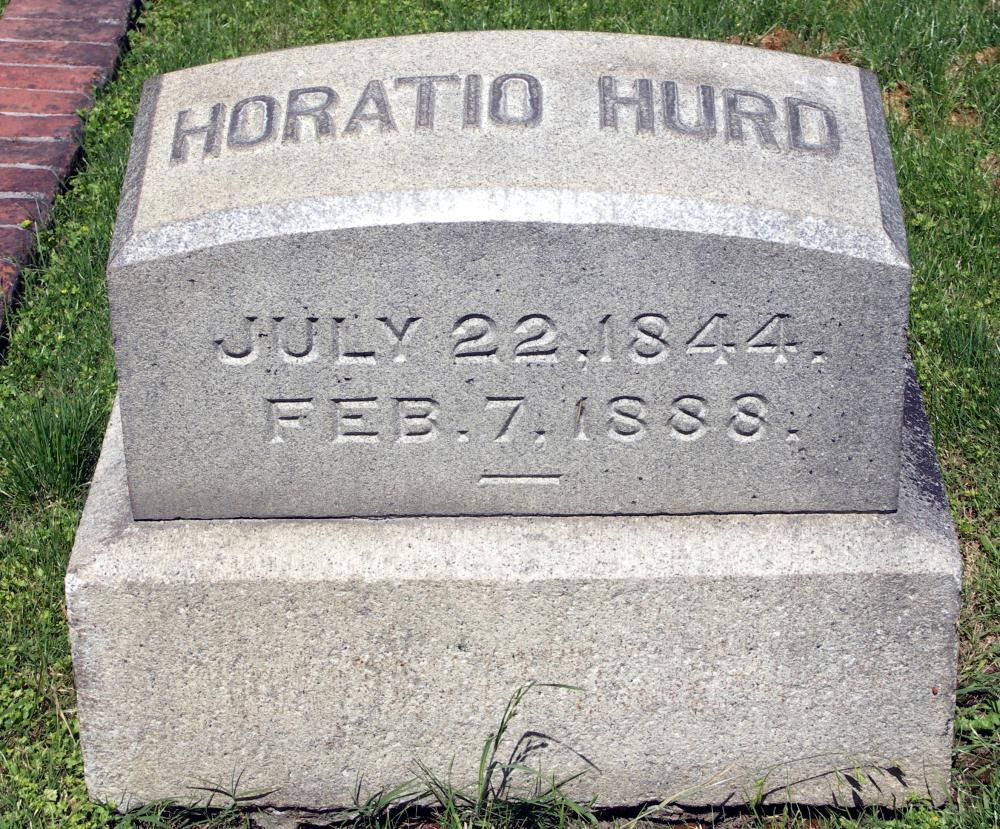 HORATIO HURD
JULY 22, 1844.
FEB. 7, 1888.